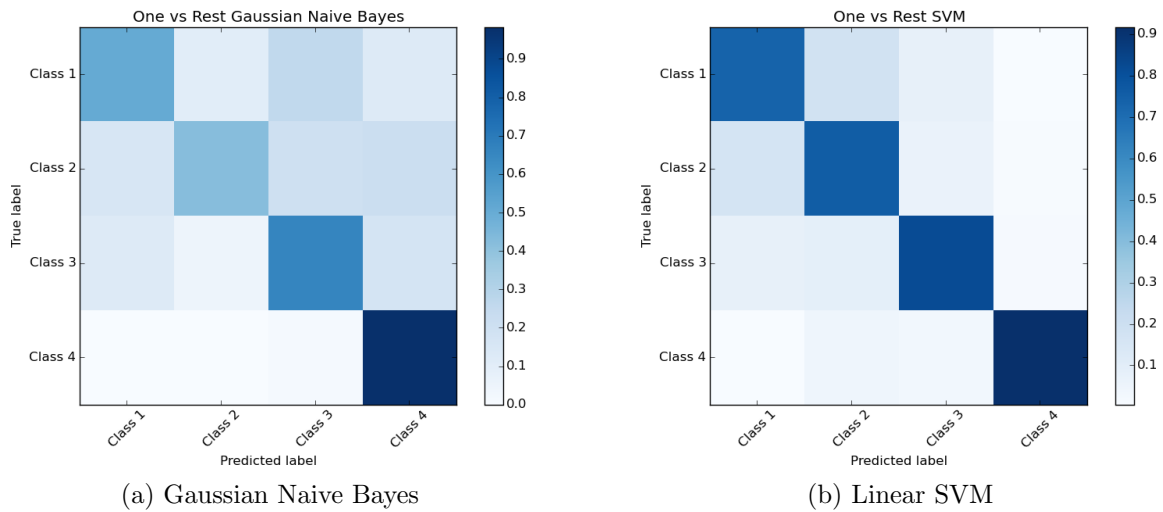 One vs Rest Gaussian Naive Bayes
Class 1
Class 2
Class 3
Class 4
True label
Class 1
Class 2
Class 3
Class 4
Predicted label
0.9
0.8
0.7
0.6
0.5
0.4
0.3
0.2
0.1
0.0
(a) Gaussian Naive Bayes
One vs Rest SVM
Class 1
Class 2
Class 3
Class 4
True label
Class 1
Class 2
Class 3
Class 4
Predicted label
0.9
0.8
0.7
0.6
0.5
0.4
0.3
0.2
0.1
(b) Linear SVM